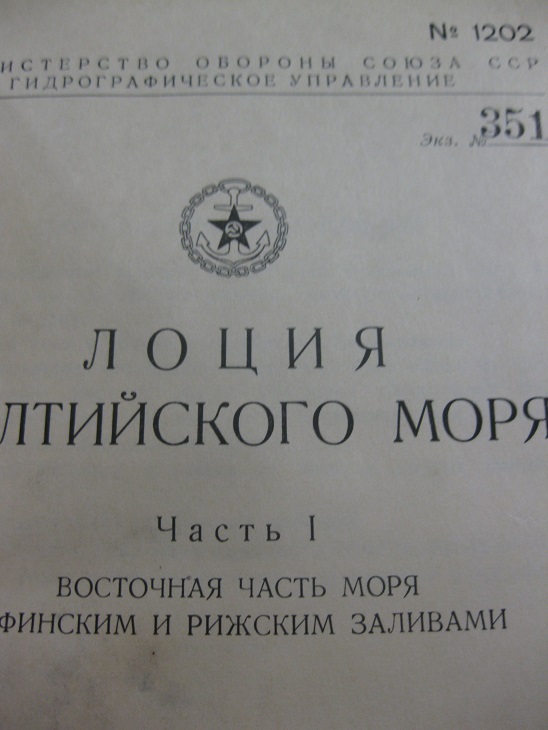 № 1202
ИСТЕРСТВО ОБОРОНЫ СОЮЗА ССР
ГИДРОГРАФИЧЕСКОЕ УПРАВЛЕНИЕ
Экз. № 351
ЛОЦИЯ
ЛТИЙСКОГО МОРЯ
Часть I
ВОСТОЧНАЯ ЧАСТЬ МОРЯ
ФИНСКИМ И РИЖСКИМ ЗАЛИВАМИ